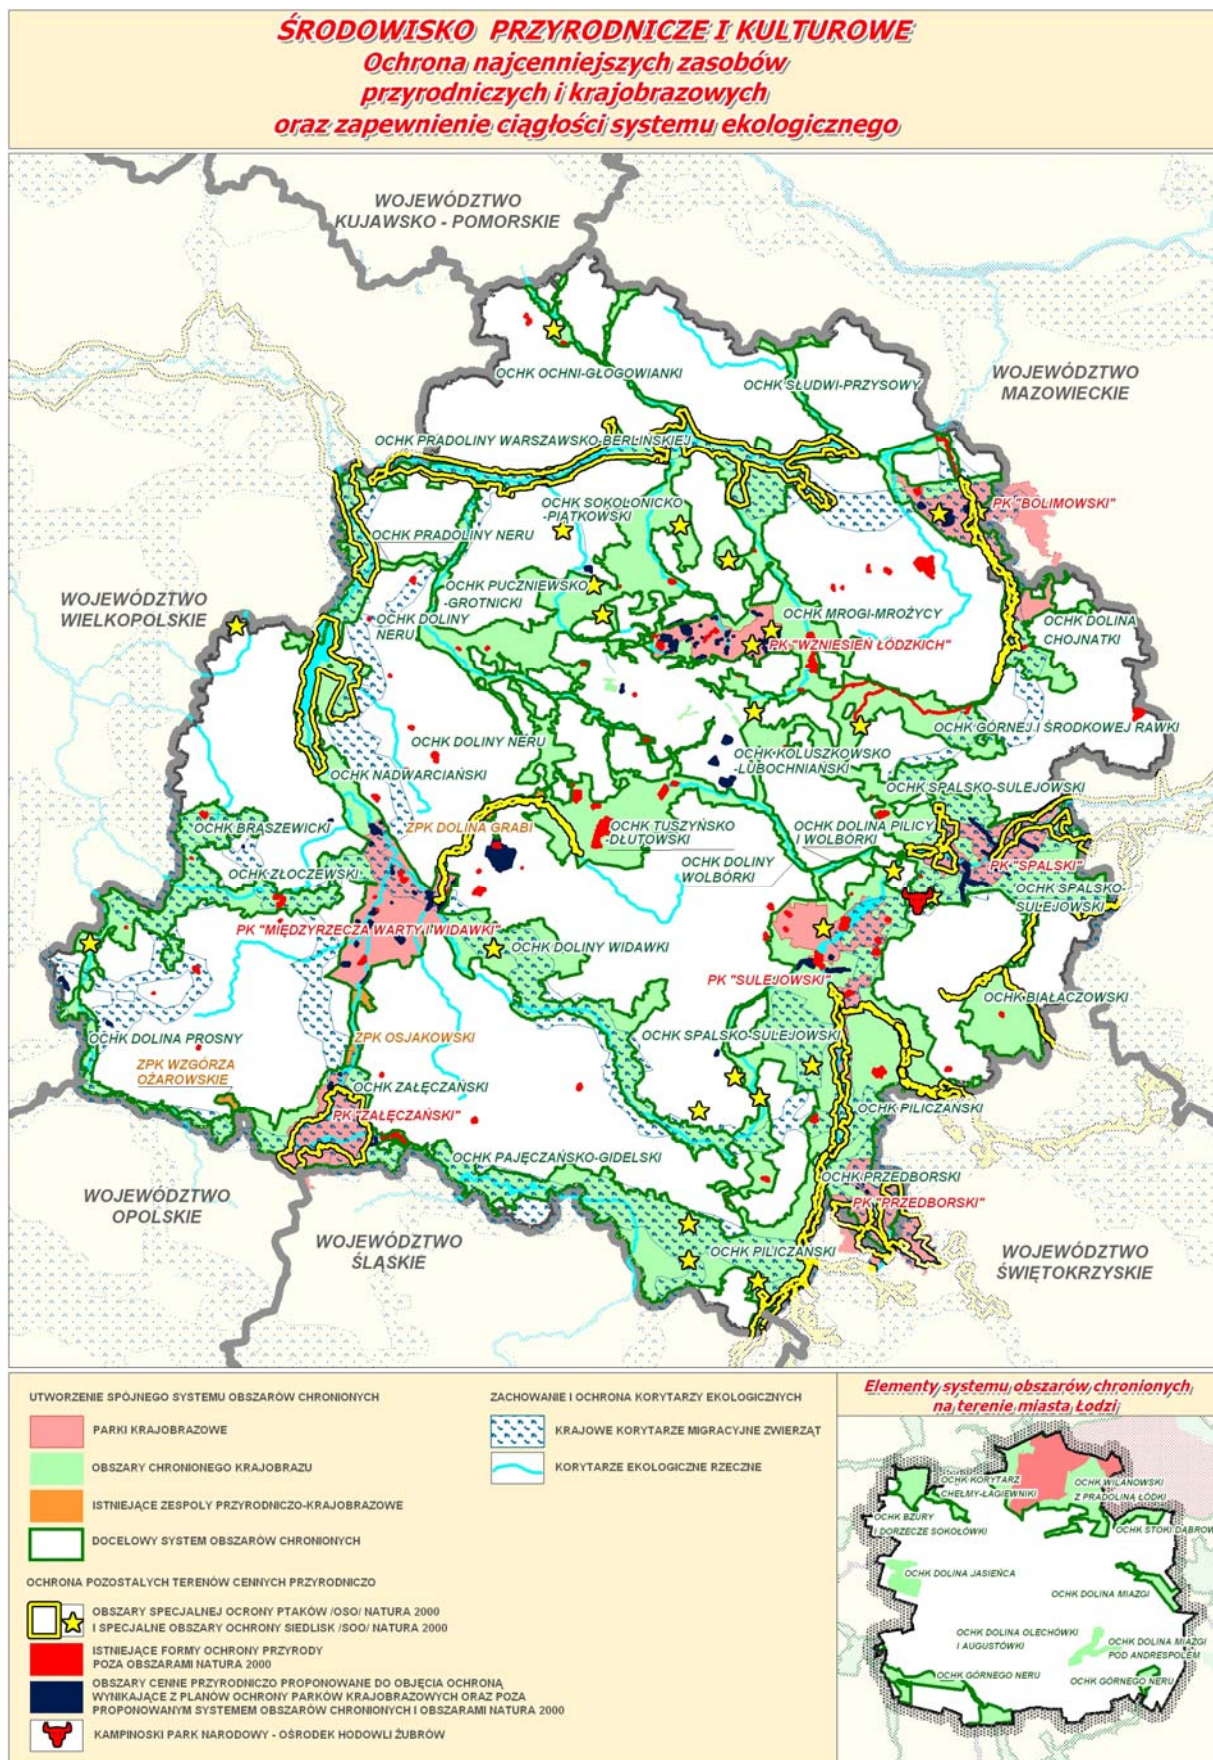 ŚRODOWISKO PRZYRODNICZE I KULTUROWE
Ochrona najcenniejszych zasobów
przyrodniczych i krajobrazowych
oraz zapewnienie ciągłości systemu ekologicznego
WOJEWÓDZTWO
KUJAWSKO - POMORSKIE
WOJEWÓDZTWO
MAZOWIECKIE
OCHK OCHNI-GŁOGOWIANKI
OCHK SŁUDWI-PRZYSOWY
OCHK PRADOLINY WARSZAWSKO-BERLIŃSKIEJ
OCHK SOKOŁONICKO
-PIĄTKOWSKI
PK "BOLIMOWSKI"
OCHK PRADOLINY NERU
OCHK PUCZNIEWSKO
-GROTNICKI
WOJEWÓDZTWO
WIELKOPOLSKIE
OCHK DOLINY
NERU
OCHK MROGI-MROŻYCY
OCHK DOLINA
CHOJNATKI
PK "WZNIESIEŃ ŁÓDZKICH"
OCHK GÓRNEJ I ŚRODKOWEJ RAWKI
OCHK DOLINY NERU
OCHK KOLUSZKOWSKO
-LUBOCHNIAŃSKI
OCHK NADWARCIAŃSKI
OCHK SPALSKO-SULEJOWSKI
OCHK BRĄSZEWICKI
ZPK DOLINA GRABI
OCHK TUSZYŃSKO
-DŁUTOWSKI
OCHK DOLINA PILICY
I WOLBÓRKI
OCHK DOLINY
WOLBÓRKI
PK "SPALSKI"
OCHK ZŁOCZEWSKI
OCHK SPALSKO
SULEJOWSKI
PK "MIĘDZYRZECZA WARTY I WIDAWKI"
OCHK DOLINY WIDAWKI
PK "SULEJOWSKI"
OCHK BIAŁACZOWSKI
OCHK DOLINA PROSNY
ZPK OSJAKOWSKI
OCHK SPALSKO-SULEJOWSKI
ZPK WZGÓRZA
OŻAROWSKIE
OCHK ZAŁĘCZAŃSKI
PK "ZAŁĘCZAŃSKI"
OCHK PILICZAŃSKI
OCHK PAJĘCZAŃSKO-GIDELSKI
OCHK PRZEDBORSKI
PK "PRZEDBORSKI"
WOJEWÓDZTWO
OPOLSKIE
WOJEWÓDZTWO
ŚLĄSKIE
OCHK PILICZAŃSKI
WOJEWÓDZTWO
ŚWIĘTOKRZYSKIE
UTWORZENIE SPÓJNEGO SYSTEMU OBSZARÓW CHRONIONYCH
PARKI KRAJOBRAZOWE
OBSZARY CHRONIONEGO KRAJOBRAZU
ISTNIEJĄCE ZESPOŁY PRZYRODNICZO-KRAJOBRAZOWE
DOCELOWY SYSTEM OBSZARÓW CHRONIONYCH
OCHRONA POZOSTAŁYCH TERENÓW CENNYCH PRZYRODNICZO
OBSZARY SPECJALNEJ OCRONY PTAKÓW /OSO/ NATURA 2000
I SPECJALNE OBSZARY OCHRONY SIEDLISK /SOO/ NATURA 2000
ISTNIEJĄCE FORMY OCHRONY PRZYRODY
POZA OBSZARAMI NATURA 2000
OBSZARY CENNE PRZYRODNICZO PROPONOWANE DO OBJĘCIA OCHRONĄ
WYNIKAJĄCE Z PLANÓW OCHRONY PARKÓW KRAJOBRAZOWYCH ORAZ POZA
PROPONOWANYM SYSTEMEM OBSZARÓW CHRONIONYCH I OBSZARAMI NATURA 2000
KAMPINOSKI PARK NARODOWY - OŚRODEK HODOWLI ŻUBRÓW
ZACHOWANIE I OCHRONA KORYTARZY EKOLOGICZNYCH
KRAJOWE KORYTARZE MIGRACYJNE ZWIERZĄT
KORYTARZE EKOLOGICZNE RZECZNE
Elementy systemu obszarów chronionych
na terenie miasta Łodzi
OCHK KORYTARZ
CHEŁMY-ŁAGIEWNIKI
OCHK WILANOWSKI
Z PRADOLINĄ ŁÓDKI
OCHK BZURY
I DORZECZE SOKOŁÓWKI
OCHK STOKI DĄBROW
OCHK DOLINA JASIEŃCA
OCHK DOLINA MIAZGI
OCHK DOLINA OLECHÓWKI
I AUGUSTÓWKI
OCHK DOLINA MIAZGI
POD ANDRESPOLEM
OCHK GÓRNEGO NERU
OCHK GÓRNEGO NERU